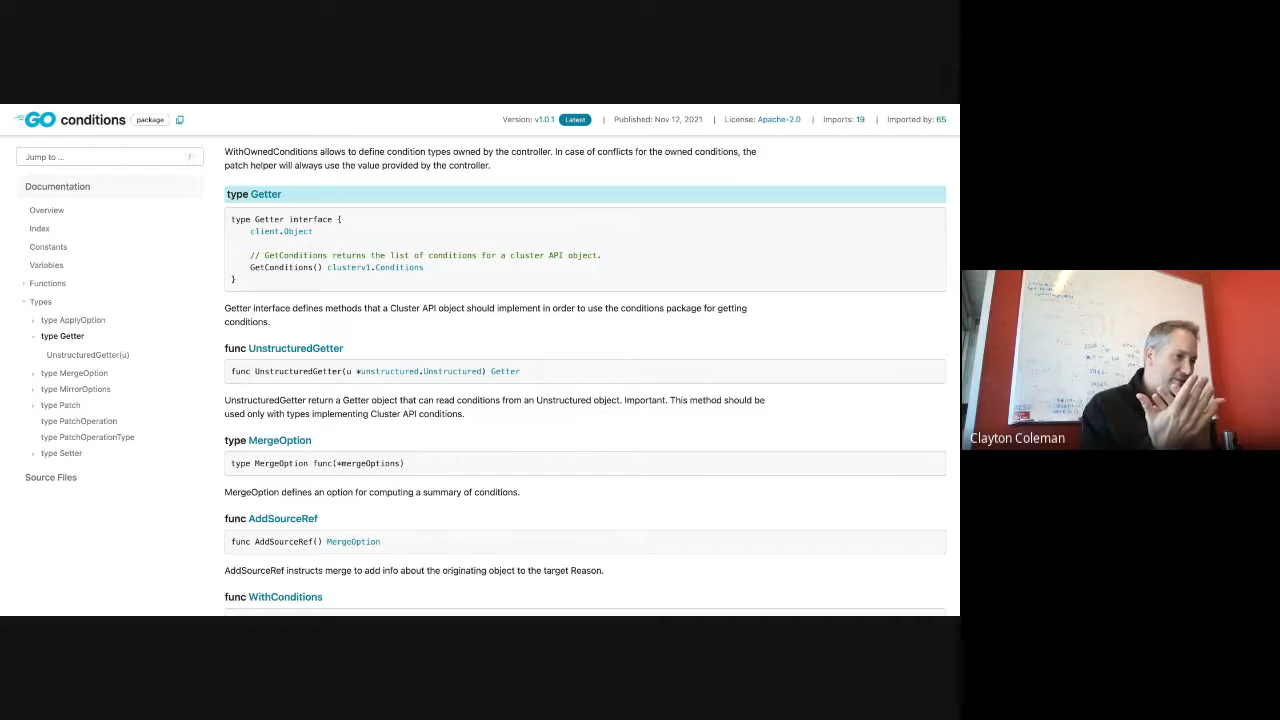 GO conditions package Version: v1.0.1 Latest | Published: Nov 12, 2021 | License: Apache-2.0 | Imports: 19 | Imported by: 65
Jump to ... f
Documentation
Overview
Index
Constants
Variables
Functions
Types
type ApplyOption
type Getter
UnstructuredGetter(u)
type MergeOption
type MirrorOptions
type Patch
type PatchOperation
type PatchOperationType
type Setter
Source Files
WithOwnedConditions allows to define condition types owned by the controller. In case of conflicts for the owned conditions, the
patch helper will always use the value provided by the controller.
type Getter
type Getter interface {
client.Object
// GetConditions returns the list of conditions for a cluster API object.
GetConditions() clusterv1.Conditions
}
Getter interface defines methods that a Cluster API object should implement in order to use the conditions package for getting
conditions.
func UnstructuredGetter
func UnstructuredGetter(u *unstructured.Unstructured) Getter
UnstructuredGetter return a Getter object that can read conditions from an Unstructured object. Important. This method should be
used only with types implementing Cluster API conditions.
type MergeOption
type MergeOption func(*mergeOptions)
MergeOption defines an option for computing a summary of conditions.
func AddSourceRef
func AddSourceRef() MergeOption
AddSourceRef instructs merge to add info about the originating object to the target Reason.
func WithConditions
Clayton Coleman